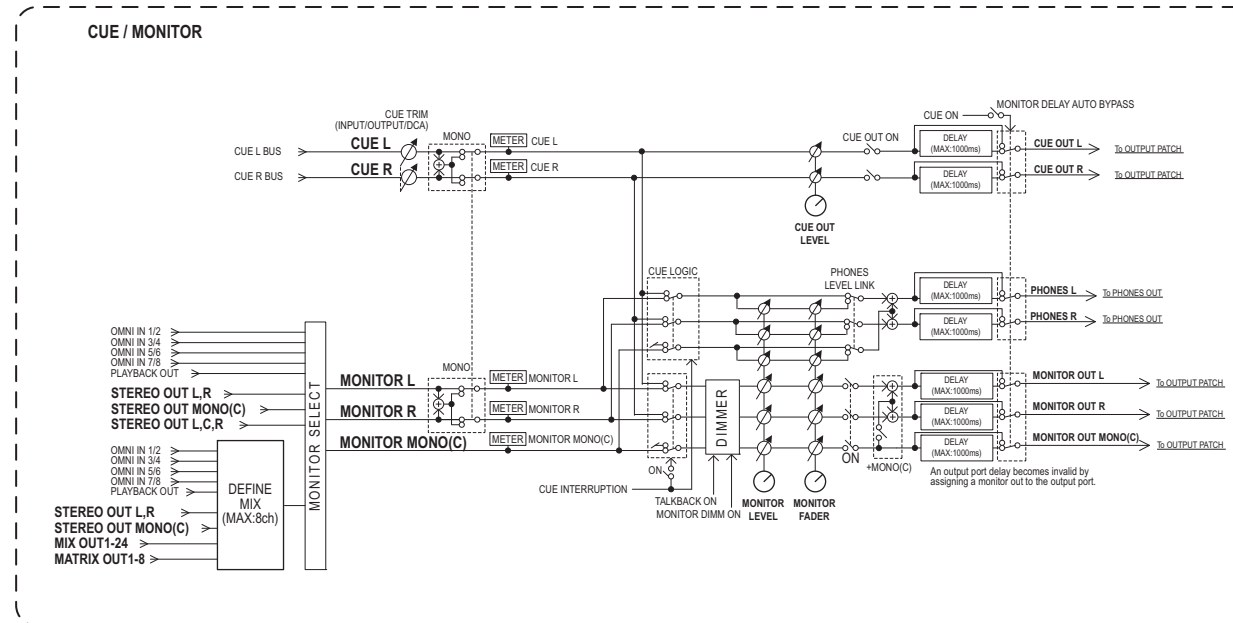 CUE / MONITOR
CUE TRIM
(INPUT/OUTPUT/DCA)
CUE L BUS
CUE L
CUE R BUS
CUE R
MONO
METER CUE L
METER CUE R
CUE OUT ON
CUE OUT
LEVEL
CUE ON
MONITOR DELAY AUTO BYPASS
DELAY
(MAX:1000ms)
CUE OUT L
To OUTPUT PATCH
DELAY
(MAX:1000ms)
CUE OUT R
To OUTPUT PATCH
CUE LOGIC
PHONES
LEVEL LINK
DELAY
(MAX:1000ms)
PHONES L
To PHONES OUT
DELAY
(MAX:1000ms)
PHONES R
To PHONES OUT
OMNI IN 1/2
OMNI IN 3/4
OMNI IN 5/6
OMNI IN 7/8
PLAYBACK OUT
STEREO OUT L,R
STEREO OUT MONO(C)
STEREO OUT L,C,R
OMNI IN 1/2
OMNI IN 3/4
OMNI IN 5/6
OMNI IN 7/8
PLAYBACK OUT
STEREO OUT L,R
STEREO OUT MONO(C)
MIX OUT1-24
MATRIX OUT1-8
DEFINE
MIX
(MAX:8ch)
MONITOR SELECT
MONITOR L
MONITOR R
MONITOR MONO(C)
MONO
METER MONITOR L
METER MONITOR R
METER MONITOR MONO(C)
ON
CUE INTERRUPTION
DIMMER
TALKBACK ON
MONITOR DIMM ON
MONITOR
LEVEL
MONITOR
FADER
ON
+MONO(C)
DELAY
(MAX:1000ms)
MONITOR OUT L
To OUTPUT PATCH
DELAY
(MAX:1000ms)
MONITOR OUT R
To OUTPUT PATCH
DELAY
(MAX:1000ms)
MONITOR OUT MONO(C)
To OUTPUT PATCH
An output port delay becomes invalid by
assigning a monitor out to the output port.